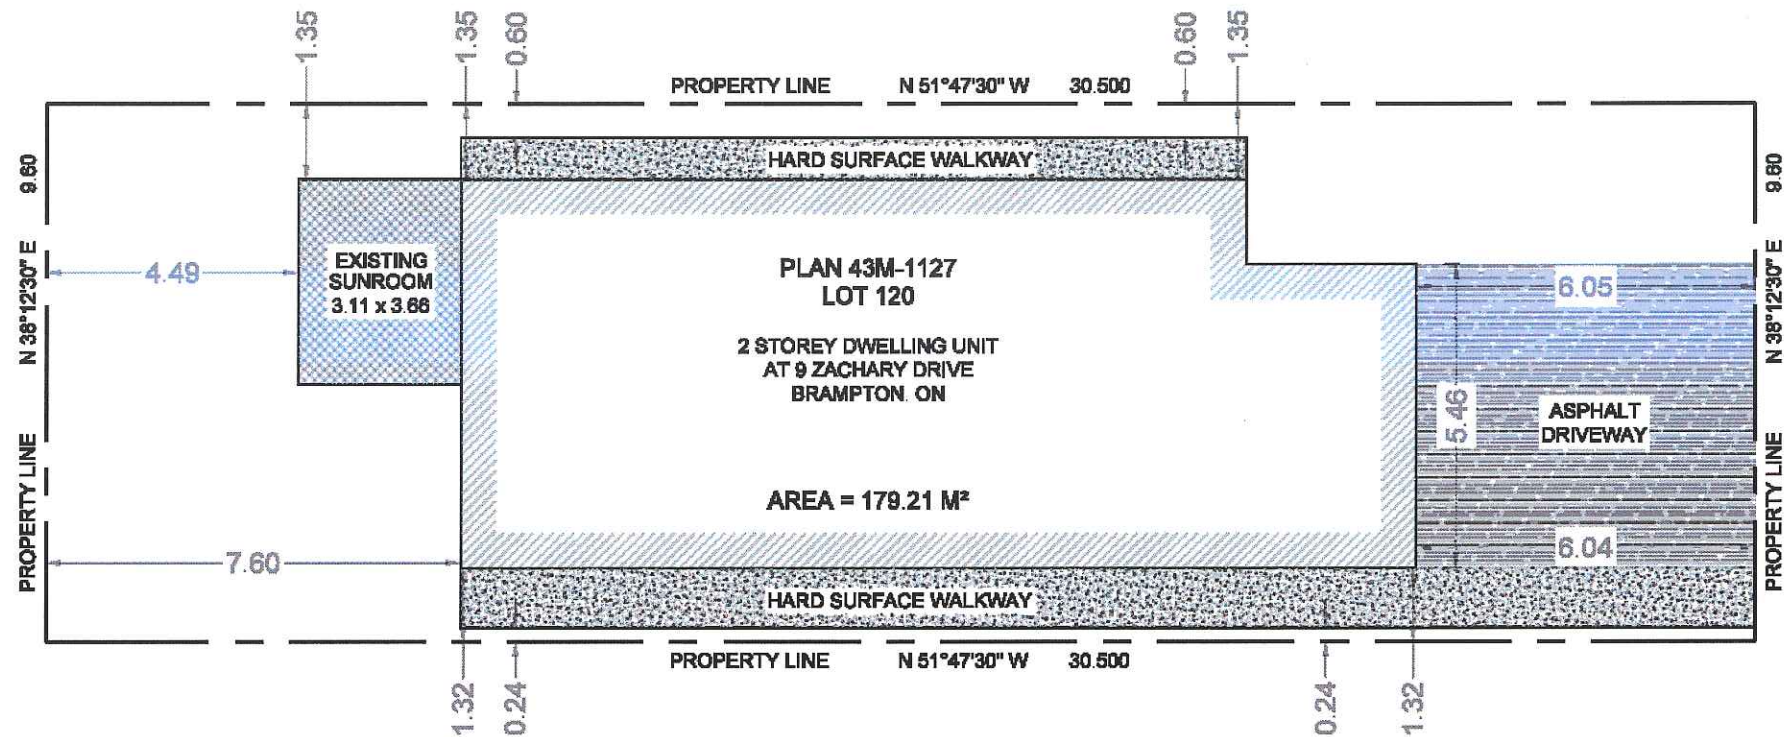 1.35
1.35
0.60
0.60
1.35
PROPERTY LINE N 51°47'30" W 30.500
9.60
N 38°12'30" E
PROPERTY LINE
9.60
N 38°12'30" E
PROPERTY LINE
HARD SURFACE WALKWAY
4.49
EXISTING
SUNROOM
3.11 x 3.66
PLAN 43M-1127
LOT 120
2 STOREY DWELLING UNIT
AT 9 ZACHARY DRIVE
BRAMPTON. ON
AREA = 179.21 M²
6.05
5.46
ASPHALT
DRIVEWAY
6.04
7.60
HARD SURFACE WALKWAY
PROPERTY LINE N 51°47'30" W 30.500
1.32
0.24
0.24
1.32